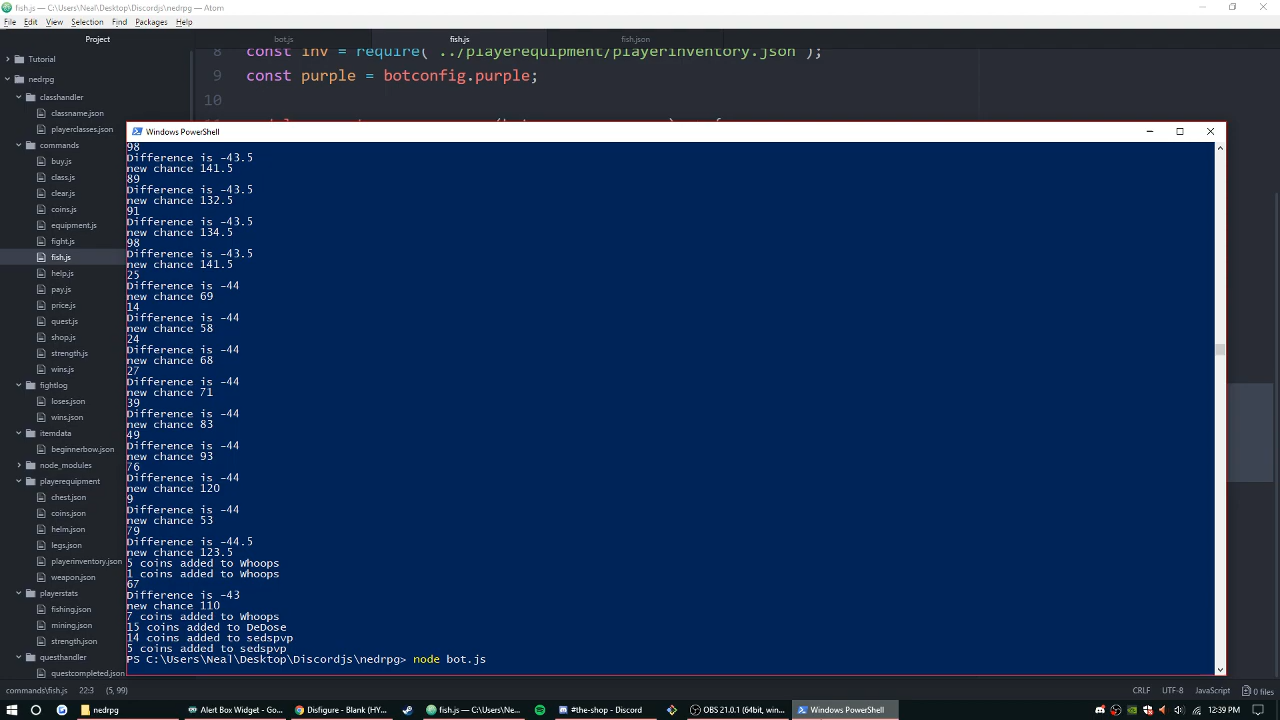 fish.js — C:\Users\Neal\Desktop\Discordjs\nedrpg — Atom
File Edit View Selection Find Packages Help
Project
bot.js
fish.js
fish.json
Tutorial
nedrpg
classhandler
classname.json
playerclasses.json
commands
buy.js
class.js
clear.js
coins.js
equipment.js
fight.js
fish.js
help.js
pay.js
price.js
quest.js
shop.js
strength.js
wins.js
fightlog
loses.json
wins.json
itemdata
beginnerbow.json
node_modules
playerequipment
chest.json
coins.json
helm.json
legs.json
playerinventory.json
weapon.json
playerstats
fishing.json
mining.json
strength.json
questhandler
questcompleted.json
8 const inv = require( ../playerequipment/playerinventory.json );
9 const purple = botconfig.purple;
10
Windows PowerShell
98
Difference is -43.5
new chance 141.5
89
Difference is -43.5
new chance 132.5
91
Difference is -43.5
new chance 134.5
98
Difference is -43.5
new chance 141.5
25
Difference is -44
new chance 69
14
Difference is -44
new chance 58
24
Difference is -44
new chance 68
27
Difference is -44
new chance 71
39
Difference is -44
new chance 83
49
Difference is -44
new chance 93
76
Difference is -44
new chance 120
9
Difference is -44
new chance 53
79
Difference is -44.5
new chance 123.5
5 coins added to Whoops
1 coins added to Whoops
67
Difference is -43
new chance 110
7 coins added to Whoops
15 coins added to DeDose
14 coins added to sedspvp
5 coins added to sedspvp
PS C:\Users\Neal\Desktop\Discordjs\nedrpg> node bot.js
commands\fish.js 22:3 (5, 99)
CRLF UTF-8 JavaScript 0 files
nedrpg
Alert Box Widget - Go...
Disfigure - Blank (HY...
fish.js — C:\Users\Ne...
#the-shop - Discord
OBS 21.0.1 (64bit, win...
Windows PowerShell
12:39 PM